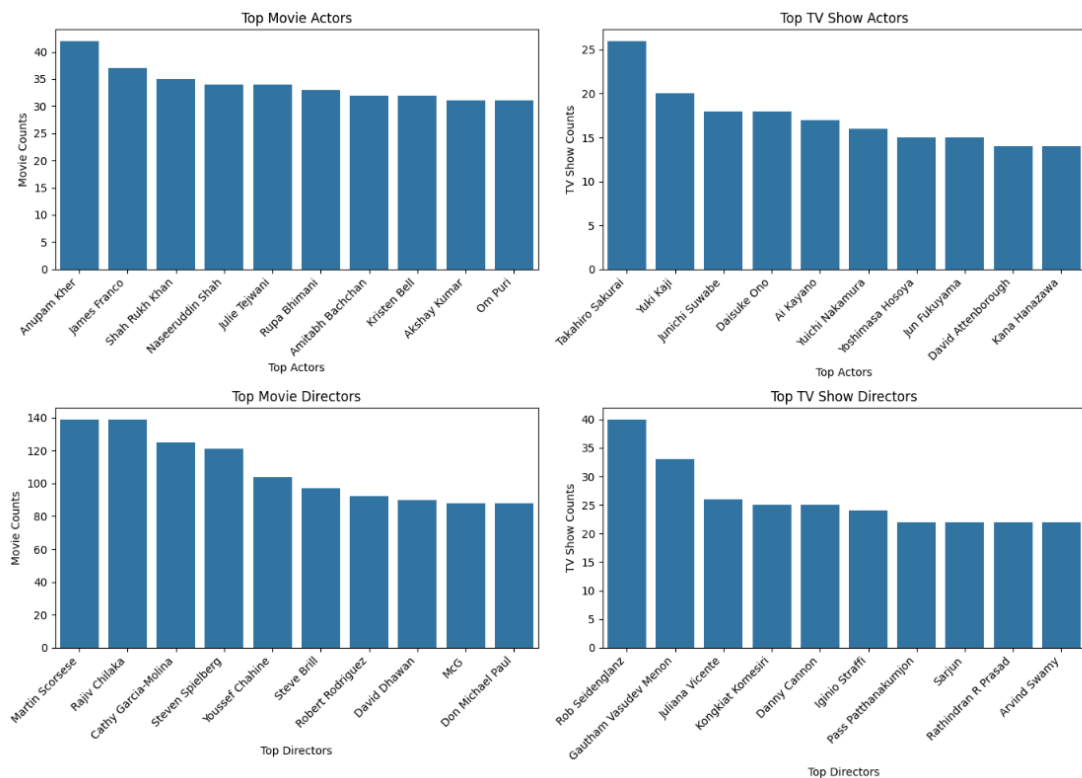 Top Movie Actors
Movie Counts
40
35
30
25
20
15
10
5
0
Anupam Kher
James Franco
Shah Rukh Khan
Naseeruddin Shah
Julie Tejwani
Rupa Bhimani
Amitabh Bachchan
Kristen Bell
Akshay Kumar
Om Puri
Top Actors
Top TV Show Actors
TV Show Counts
25
20
15
10
5
0
Takahiro Sakurai
Yuki Kaji
Junichi Suwabe
Daisuke Ono
Ai Kayano
Yuichi Nakamura
Yoshimasa Hosoya
Jun Fukuyama
David Attenborough
Kana Hanazawa
Top Actors
Top Movie Directors
Movie Counts
140
120
100
80
60
40
20
0
Martin Scorsese
Rajiv Chilaka
Cathy Garcia-Molina
Steven Spielberg
Youssef Chahine
Steve Brill
Robert Rodriguez
David Dhawan
McG
Don Michael Paul
Top Directors
Top TV Show Directors
TV Show Counts
40
35
30
25
20
15
10
5
0
Rob Seidenglanz
Gautham Vasudev Menon
Juliana Vicente
Kongkiat Komesiri
Danny Cannon
Iginio Straffi
Pass Patthanakumjon
Sarjun
Rathindran R Prasad
Arvind Swamy
Top Directors